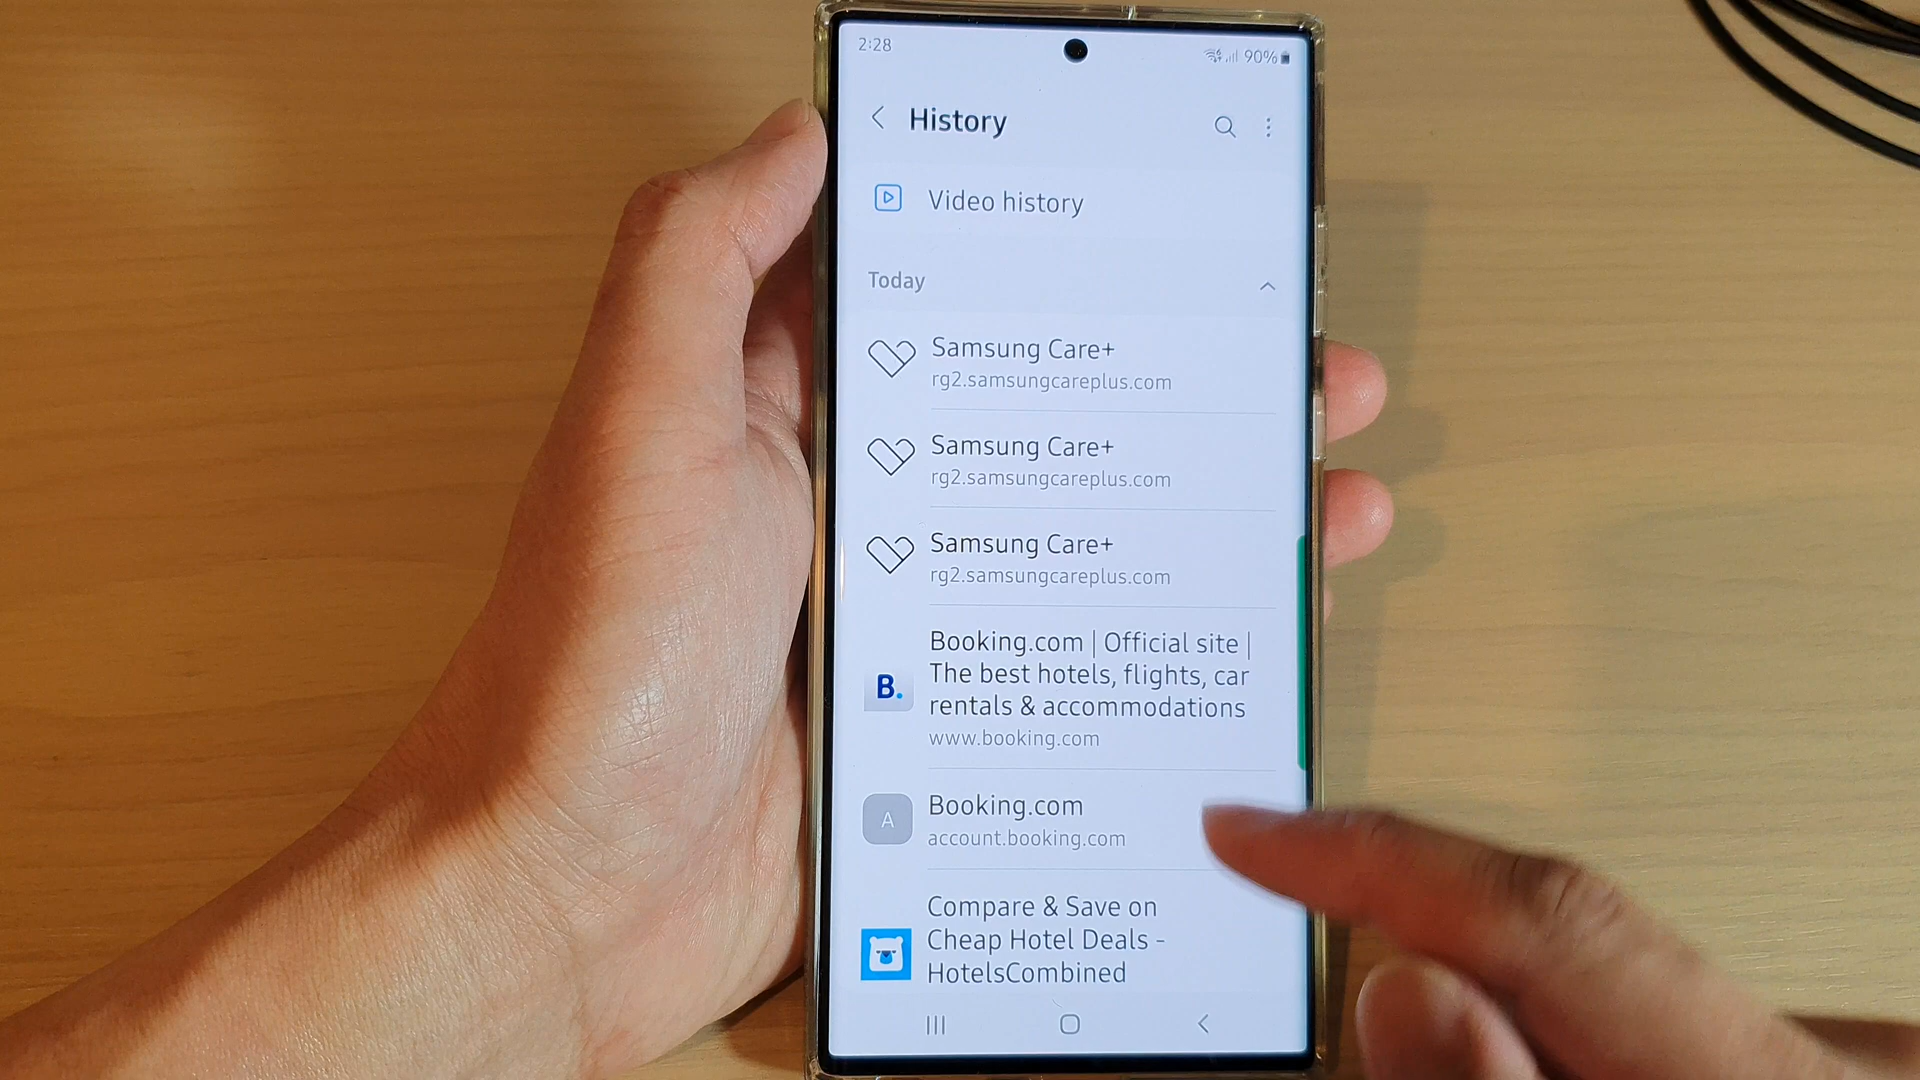 2:28
90%
History
Video history
Today
Samsung Care+
rg2.samsungcareplus.com
Samsung Care+
rg2.samsungcareplus.com
Samsung Care+
rg2.samsungcareplus.com
Booking.com | Official site |
The best hotels, flights, car
rentals & accommodations
B.
www.booking.com
Booking.com
A
account.booking.com
Compare & Save on
Cheap Hotel Deals -
HotelsCombined